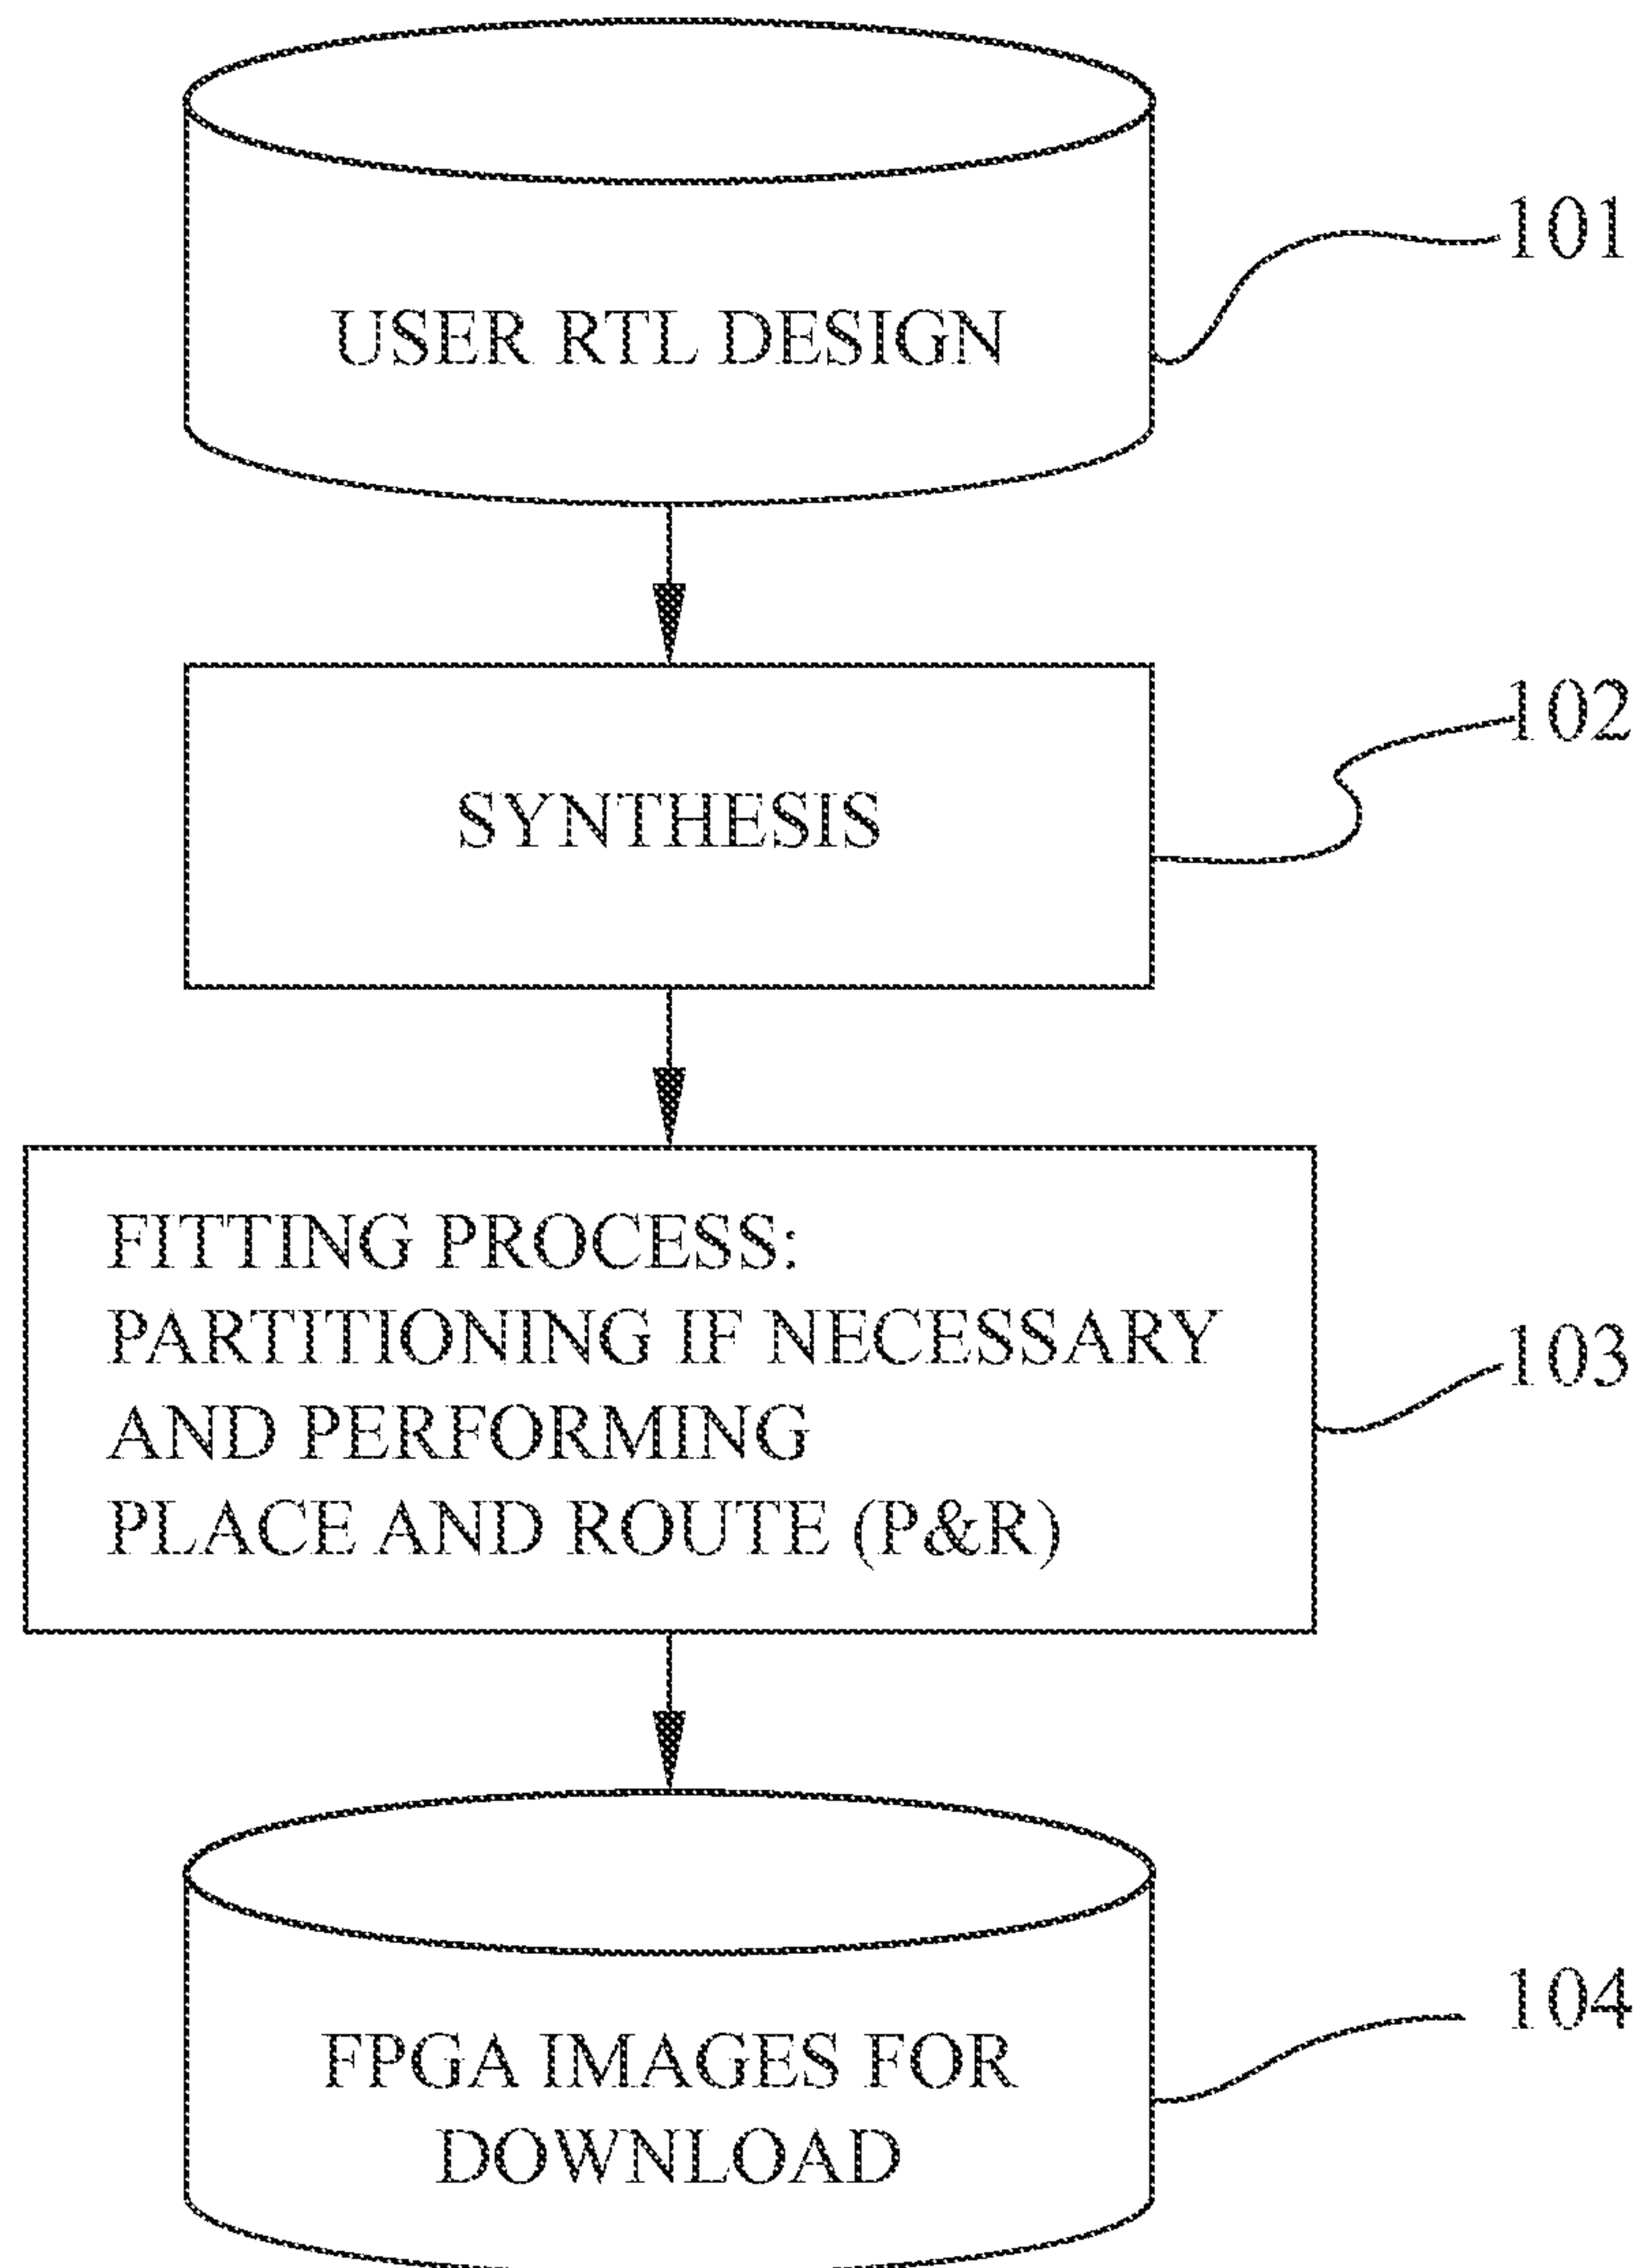 USER RTL DESIGN
101
SYNTHESIS
102
FITTING PROCESS:
PARTITIONING IF NECESSARY
AND PERFORMING
PLACE AND ROUTE (P&R)
103
FPGA IMAGES FOR
DOWNLOAD
104